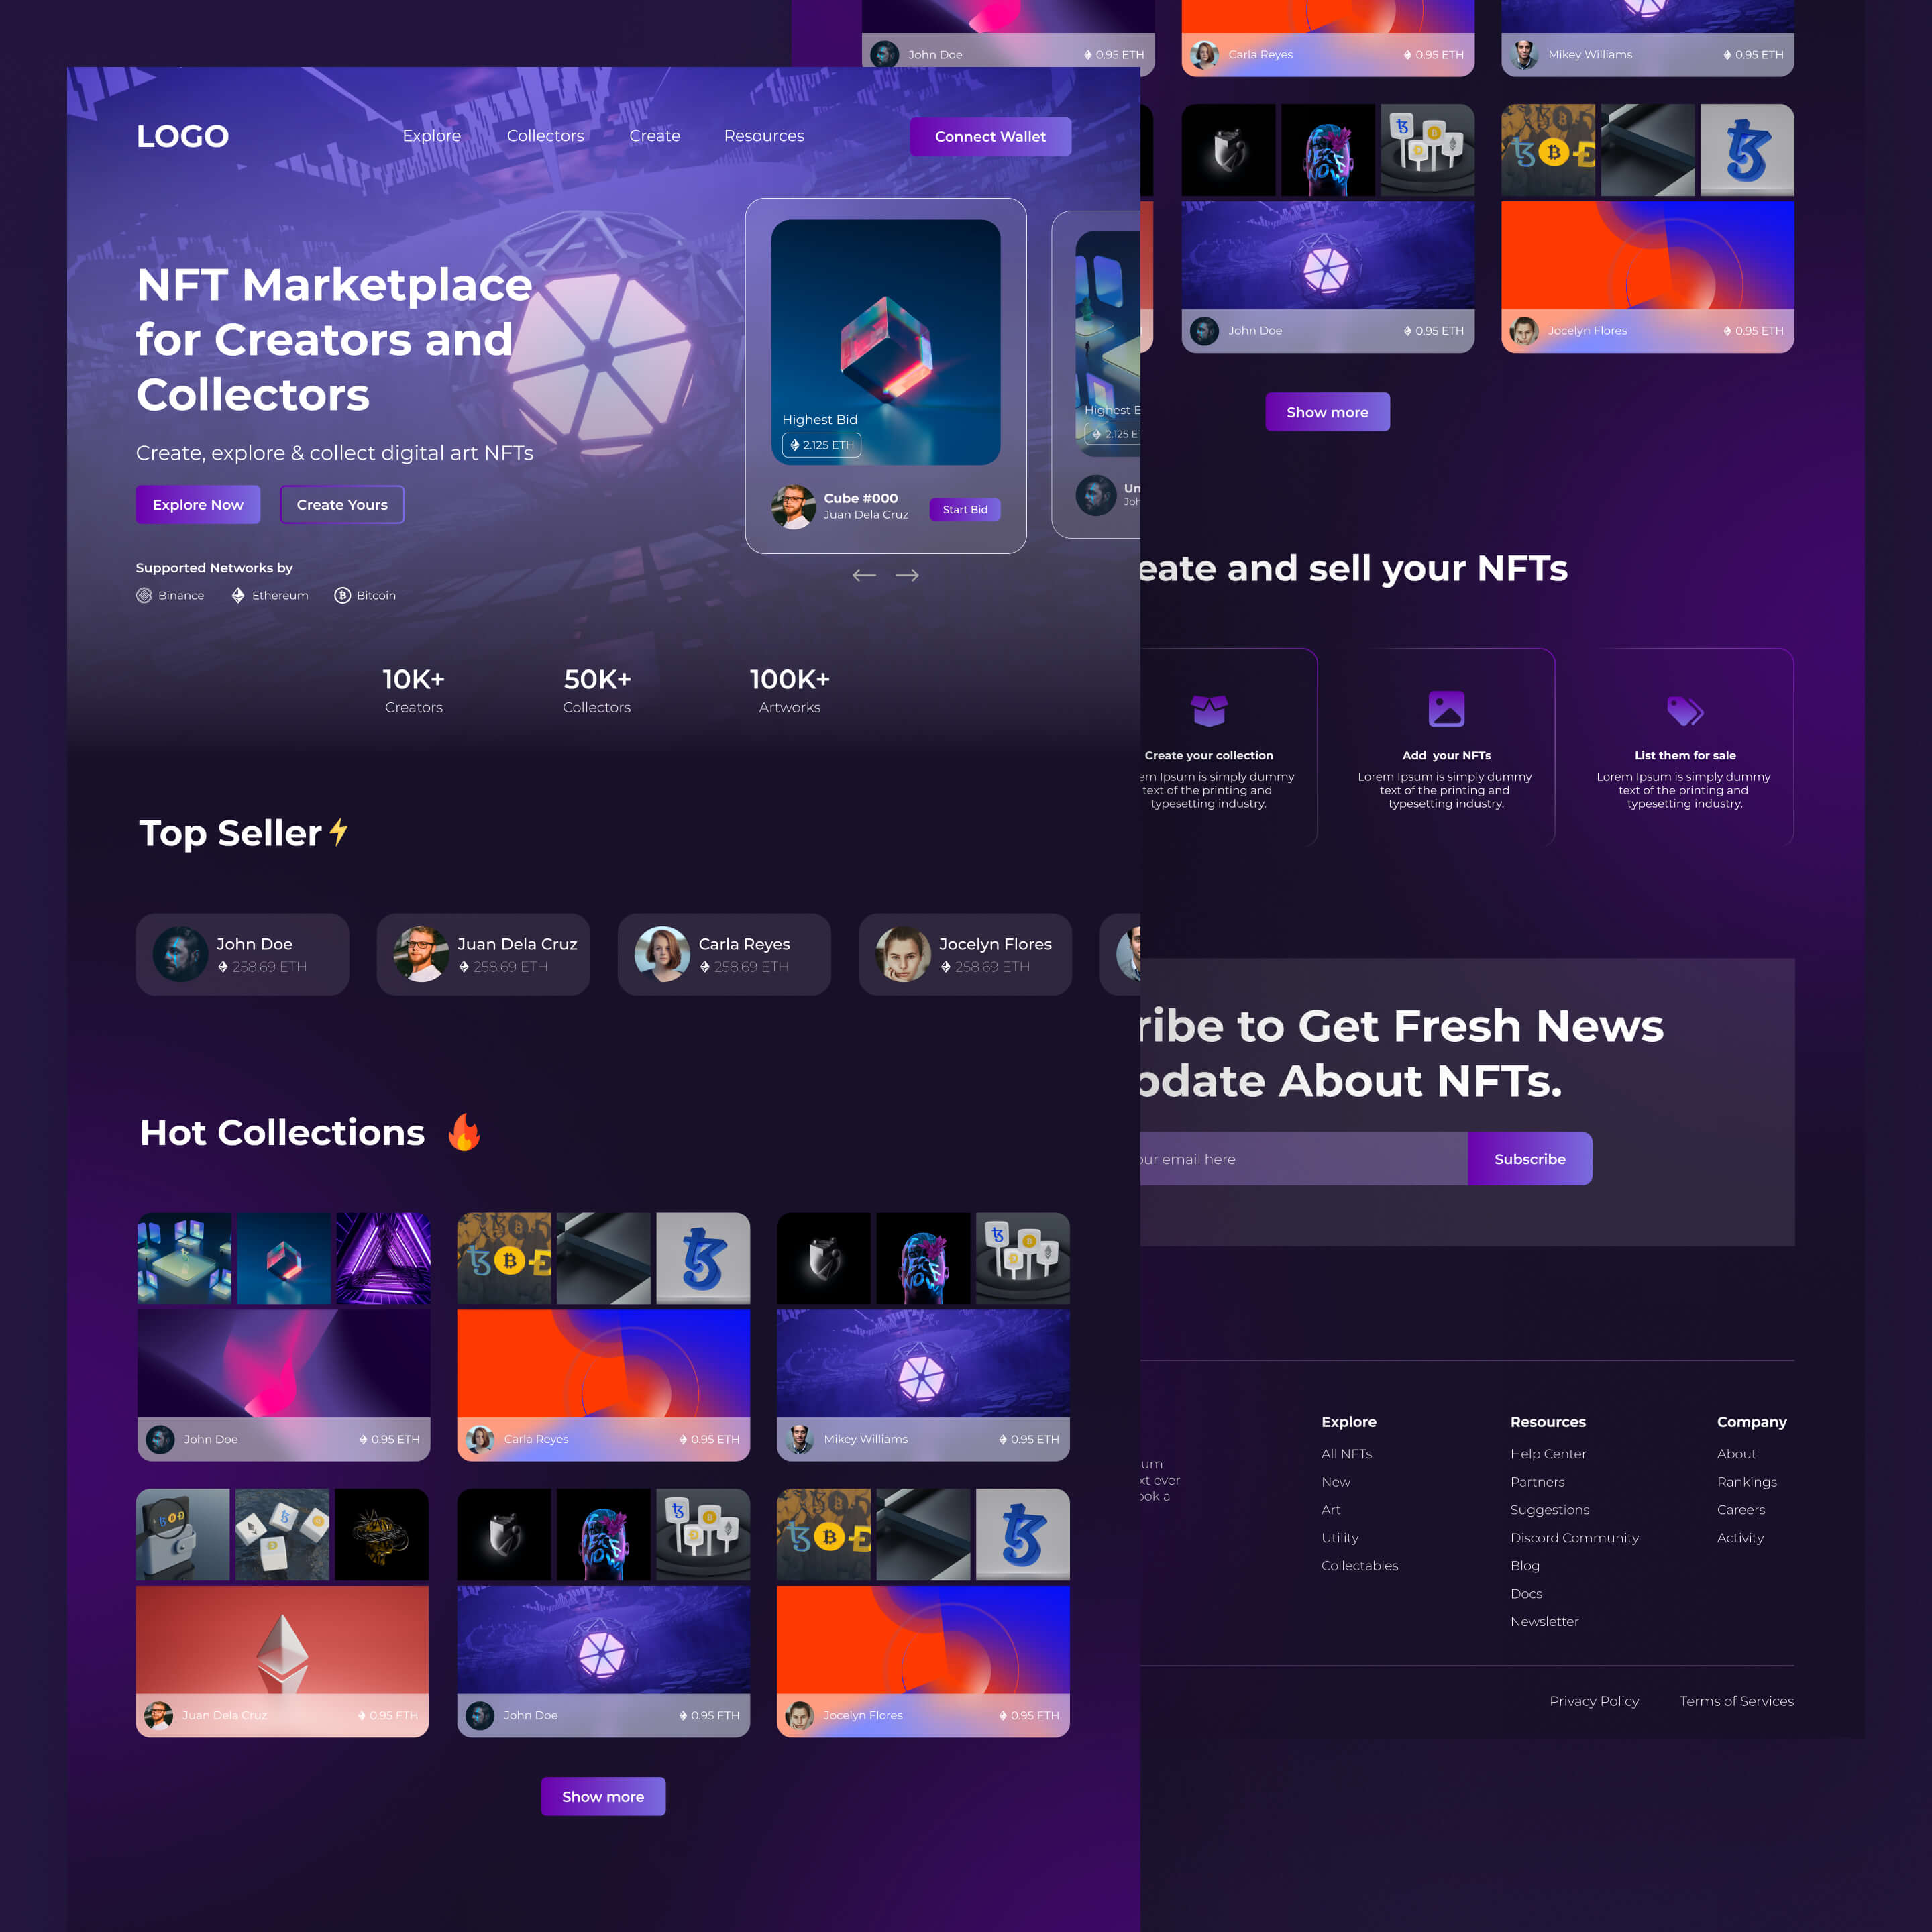 LOGO
Explore
Collectors
Create
Resources
Connect Wallet
NFT Marketplace
for Creators and
Collectors
Create, explore & collect digital art NFTs
Explore Now
Create Yours
Supported Networks by
Binance
Ethereum
Bitcoin
Highest Bid
2.125 ETH
Cube #000
Juan Dela Cruz
Start Bid
Highest
2.125
10K+
Creators
50K+
Collectors
100K+
Artworks
Top Seller
John Doe
258.69 ETH
Juan Dela Cruz
258.69 ETH
Carla Reyes
258.69 ETH
Jocelyn Flores
258.69 ETH
Hot Collections
John Doe
0.95 ETH
Carla Reyes
0.95 ETH
Mikey Williams
0.95 ETH
Juan Dela Cruz
0.95 ETH
John Doe
0.95 ETH
Jocelyn Flores
0.95 ETH
Show more
John Doe
0.95 ETH
Carla Reyes
0.95 ETH
Mikey Williams
0.95 ETH
John Doe
0.95 ETH
Jocelyn Flores
0.95 ETH
Show more
eate and sell your NFTs
Create your collection
em Ipsum is simply dummy
text of the printing and
typesetting industry.
Add your NFTs
Lorem Ipsum is simply dummy
text of the printing and
typesetting industry.
List them for sale
Lorem Ipsum is simply dummy
text of the printing and
typesetting industry.
ribe to Get Fresh News
pdate About NFTs.
our email here
Subscribe
um
xt ever
ook a
Explore
All NFTs
New
Art
Utility
Collectables
Resources
Help Center
Partners
Suggestions
Discord Community
Blog
Docs
Newsletter
Company
About
Rankings
Careers
Activity
Privacy Policy
Terms of Services